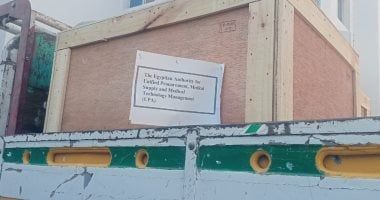 The Egyptian Authority for
Unified Procurement, Medical
Supply and Medical
Technology Management
(UPA)